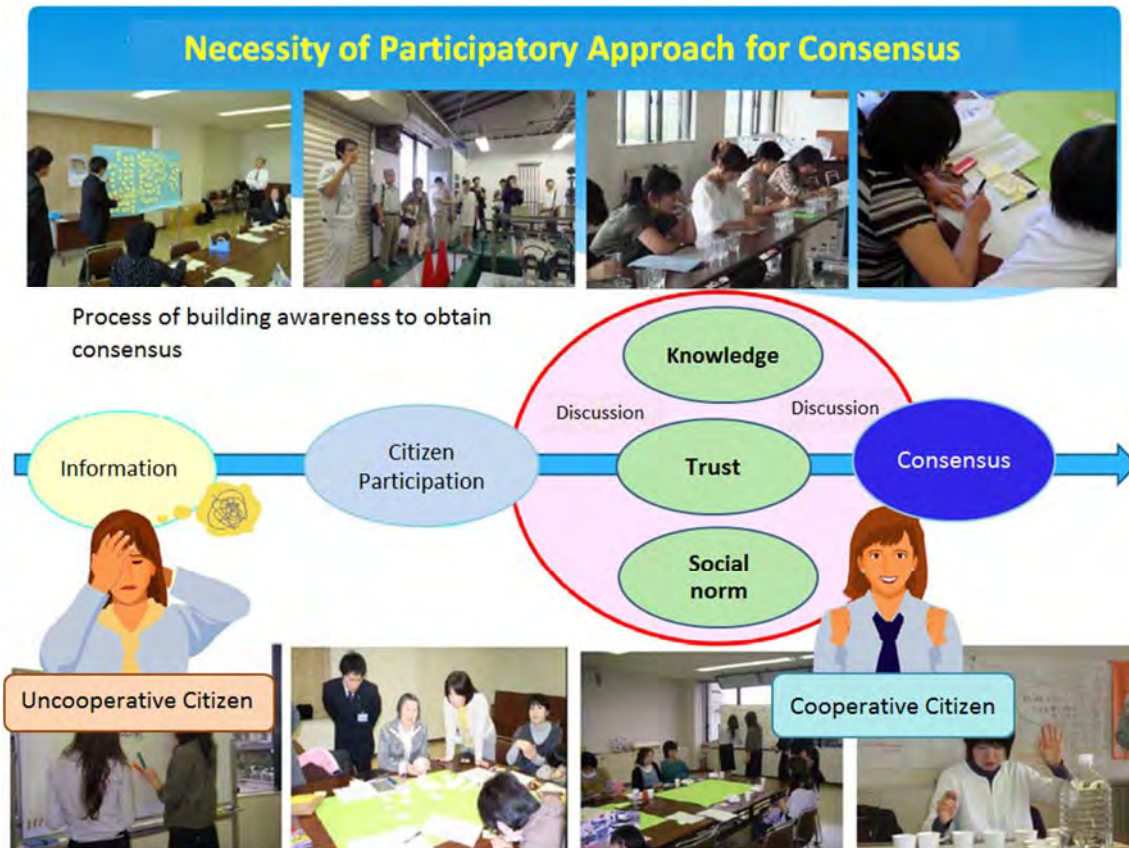 Necessity of Participatory Approach for Consensus
Process of building awareness to obtain
consensus
Knowledge
Discussion
Discussion
Information
Citizen
Participation
Trust
Consensus
Social
norm
Uncooperative Citizen
Cooperative Citizen